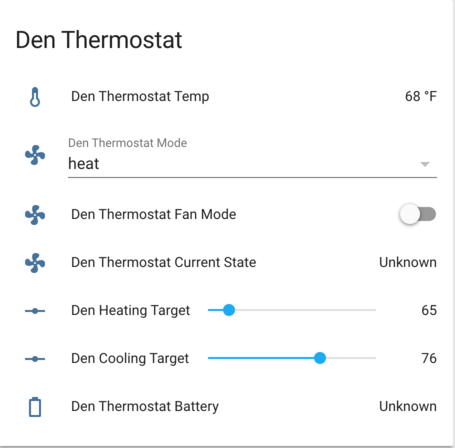 Den Thermostat
Den Thermostat Temp 68 °F
Den Thermostat Mode
heat
Den Thermostat Fan Mode
Den Thermostat Current State Unknown
Den Heating Target 65
Den Cooling Target 76
Den Thermostat Battery Unknown